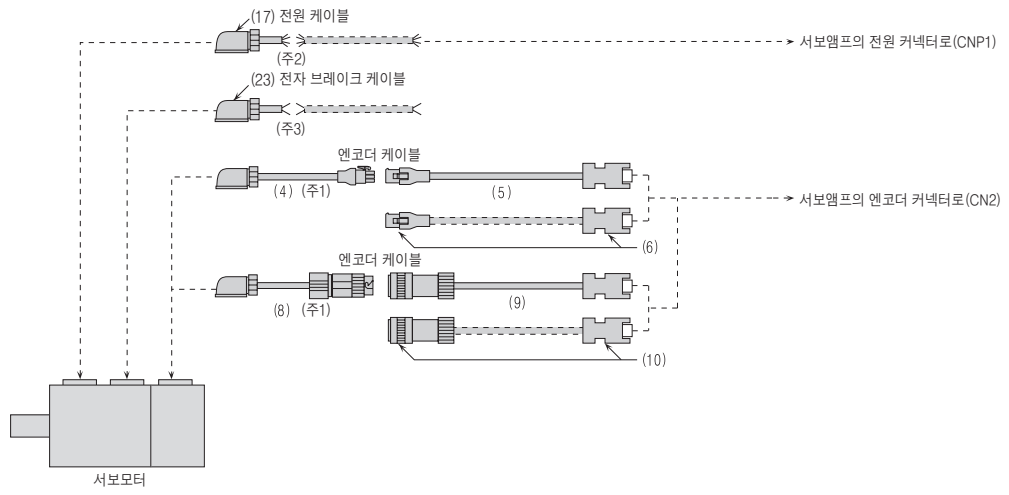 (17) 전원 케이블
서보앰프의 전원 커넥터로(CNP1)
(주2)
(23) 전자 브레이크 케이블
(주3)
엔코더 케이블
(4) (주1)
(5)
서보앰프의 엔코더 커넥터로(CN2)
(6)
엔코더 케이블
(8) (주1)
(9)
(10)
서보모터